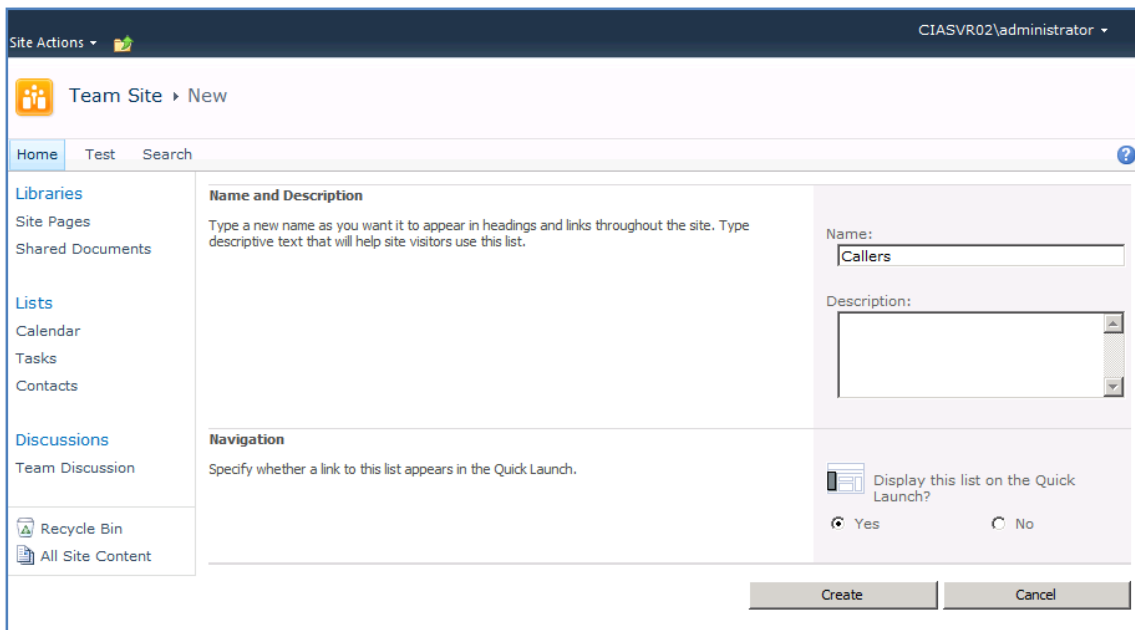 CIASVR02\administrator
Site Actions
Team Site ▸ New
Home Test Search
Libraries
Site Pages
Shared Documents
Lists
Calendar
Tasks
Contacts
Discussions
Team Discussion
Recycle Bin
All Site Content
Name and Description
Type a new name as you want it to appear in headings and links throughout the site. Type
descriptive text that will help site visitors use this list.
Name:
Callers
Description:
Navigation
Specify whether a link to this list appears in the Quick Launch.
Display this list on the Quick
Launch?
Yes No
Create Cancel